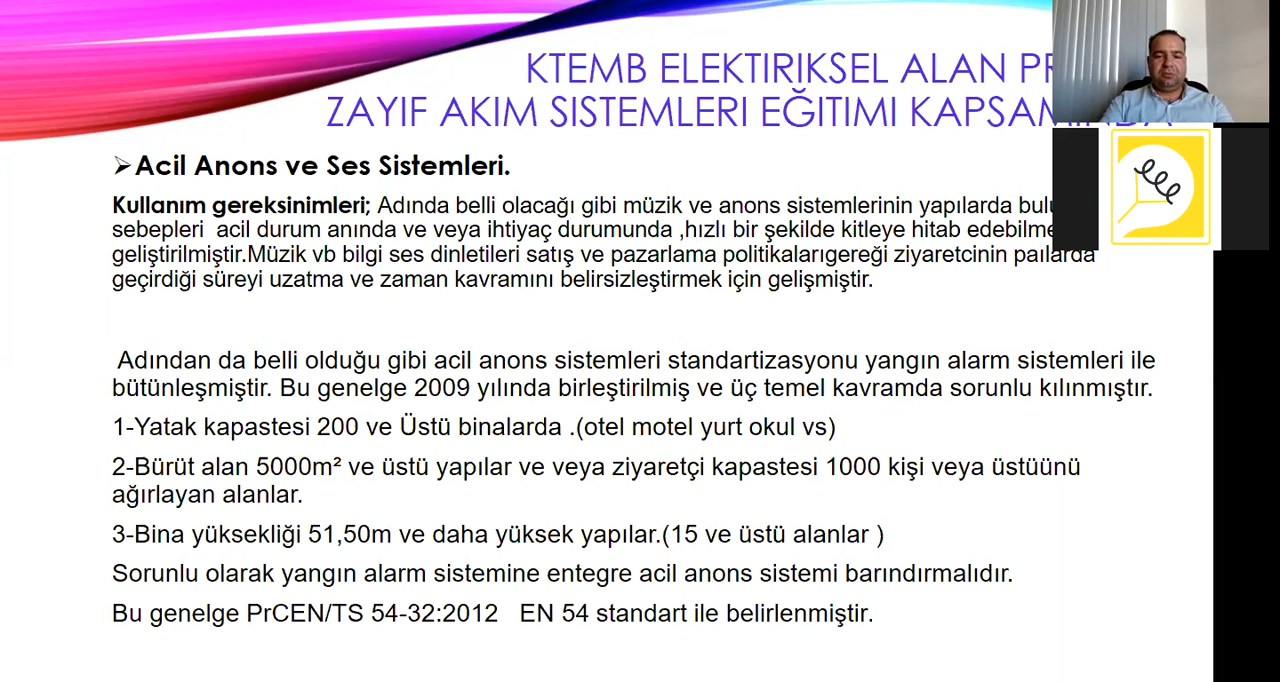 KTEMB ELEKTIRIKSEL ALAN
ZAYIF AKIM SISTEMLERI EĞITIMI KAPSAMINDA
➢Acil Anons ve Ses Sistemleri.
Kullanım gereksinimleri; Adında belli olacağı gibi müzik ve anons sistemlerinin yapılarda
sebepleri acil durum anında ve veya ihtiyaç durumunda ,hızlı bir şekilde kitleye hitab
geliştirilmiştir.Müzik vb bilgi ses dinletileri satış ve pazarlama politikalarıgereği ziyaretcinin
geçirdiği süreyi uzatma ve zaman kavramını belirsizleştirmek için gelişmiştir.
Adından da belli olduğu gibi acil anons sistemleri standartizasyonu yangın alarm sistemleri ile
bütünleşmiştir. Bu genelge 2009 yılında birleştirilmiş ve üç temel kavramda sorunlu kılınmıştır.
1-Yatak kapastesi 200 ve Üstü binalarda .(otel motel yurt okul vs)
2-Bürüt alan 5000m² ve üstü yapılar ve veya ziyaretçi kapastesi 1000 kişi veya üstüünü
ağırlayan alanlar.
3-Bina yüksekliği 51,50m ve daha yüksek yapılar.(15 ve üstü alanlar )
Sorunlu olarak yangın alarm sistemine entegre acil anons sistemi barındırmalıdır.
Bu genelge PrCEN/TS 54-32:2012 EN 54 standart ile belirlenmiştir.